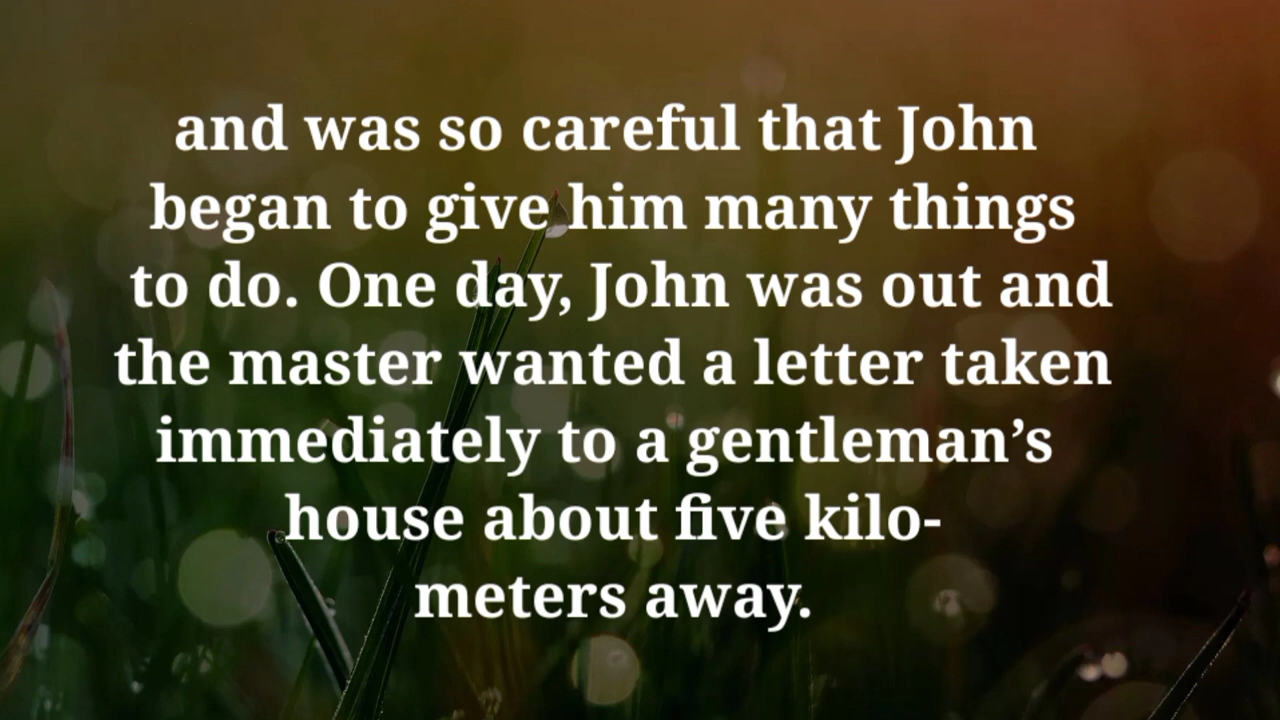 and was so careful that John
began to give him many things
to do. One day, John was out and
the master wanted a letter taken
immediately to a gentleman’s
house about five kilo-
meters away.